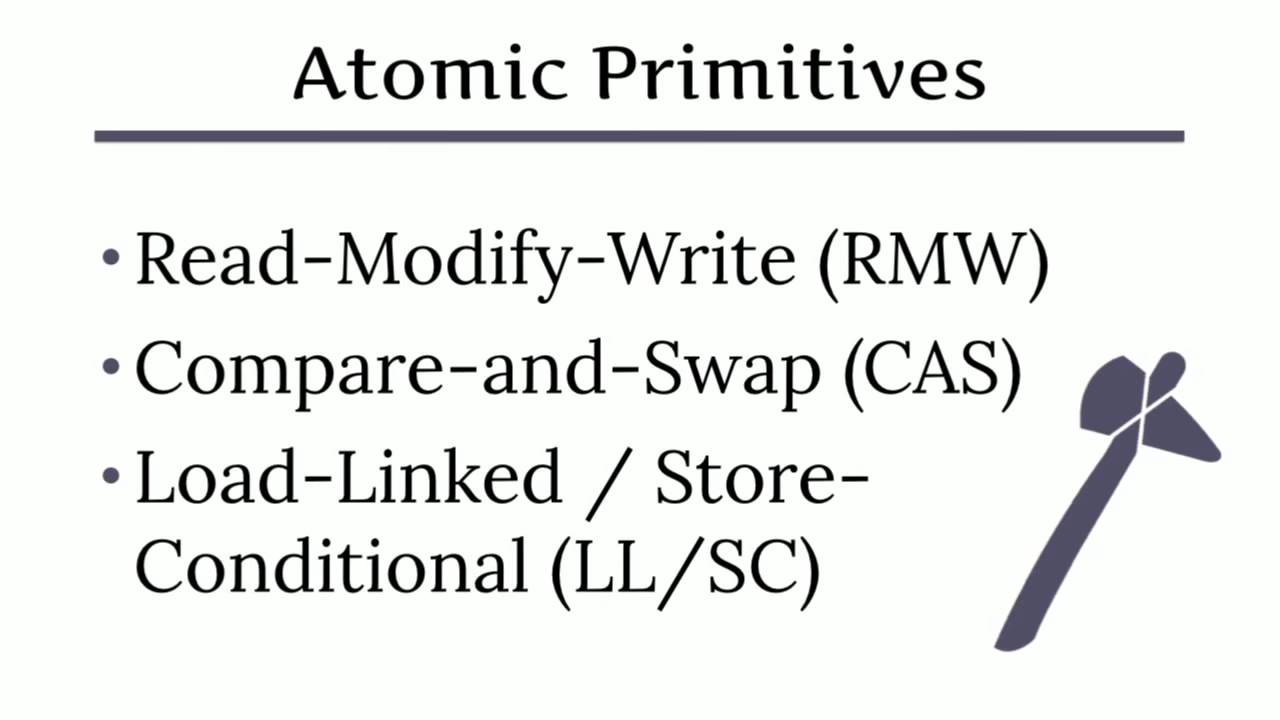 Atomic Primitives
• Read-Modify-Write (RMW)
• Compare-and-Swap (CAS)
• Load-Linked / Store-
Conditional (LL/SC)